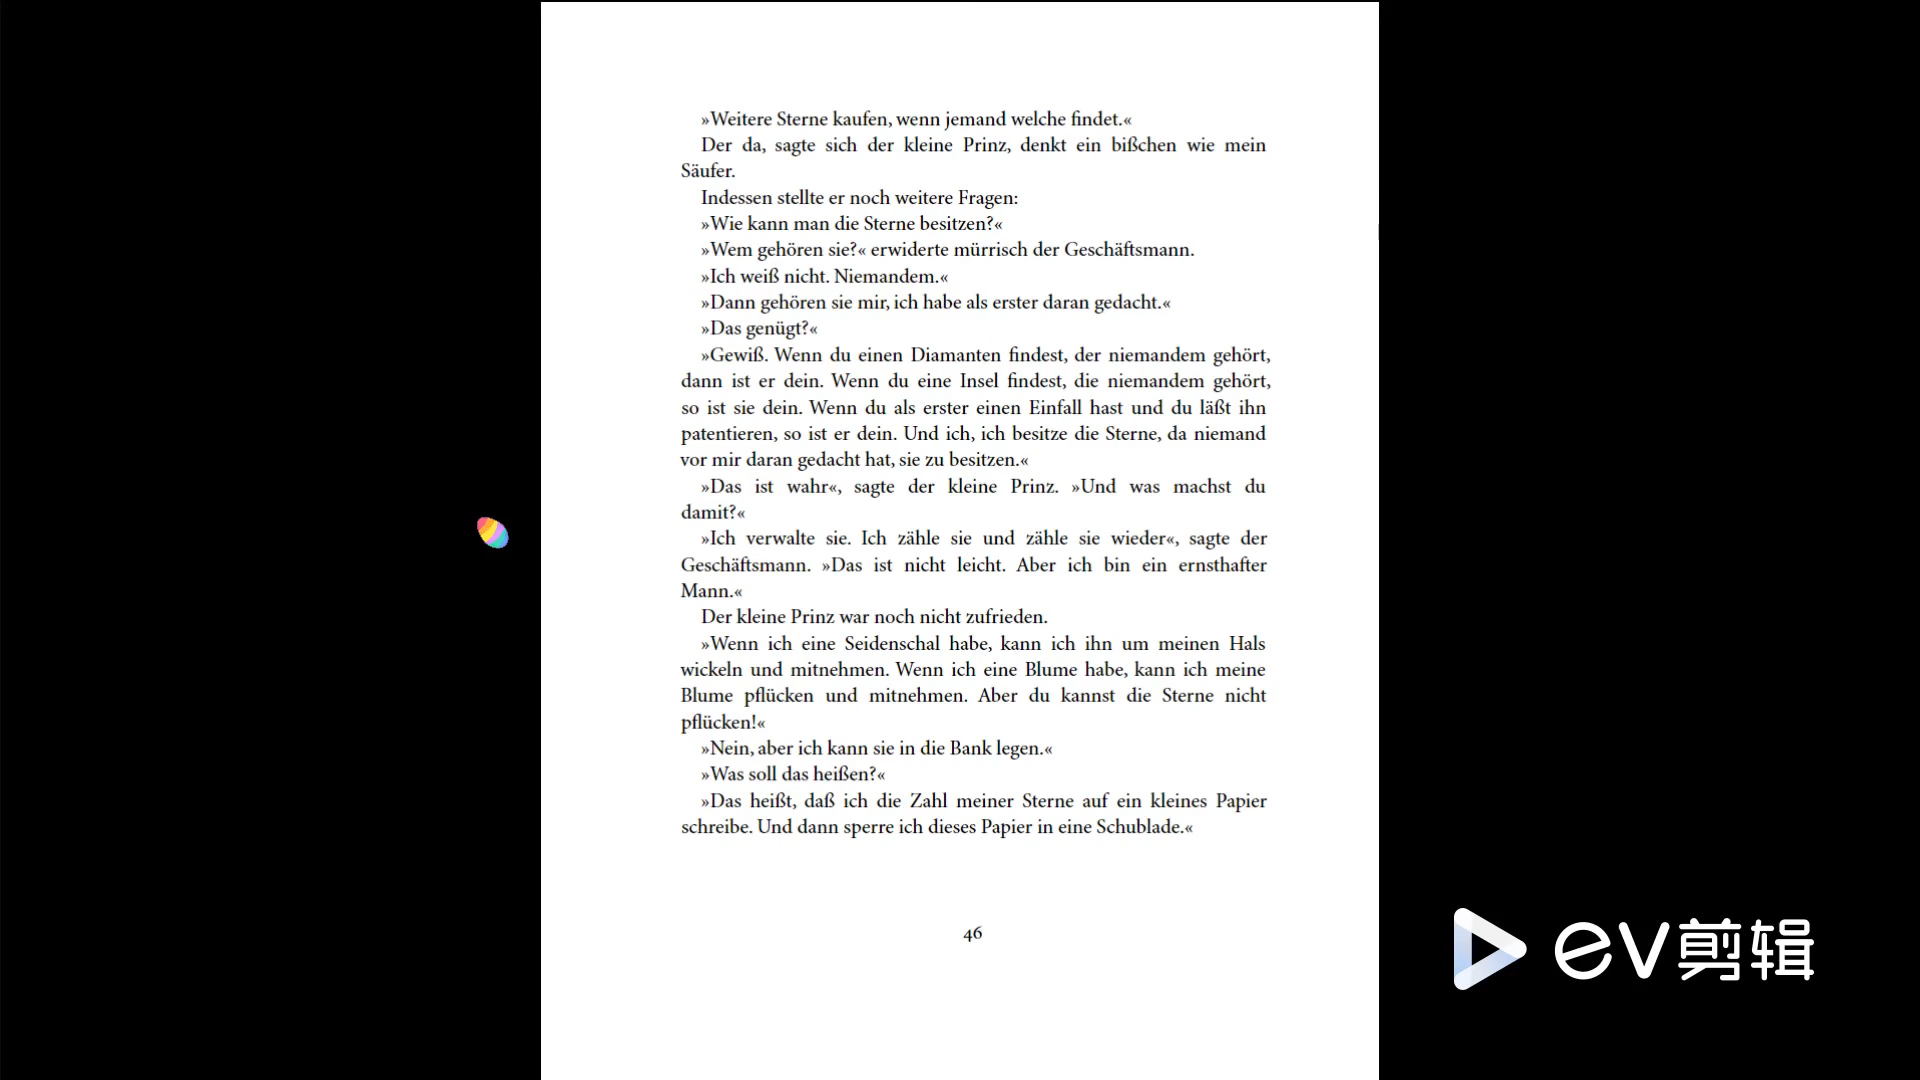 »Weitere Sterne kaufen, wenn jemand welche findet.«
Der da, sagte sich der kleine Prinz, denkt ein bißchen wie mein
Säufer.
Indessen stellte er noch weitere Fragen:
»Wie kann man die Sterne besitzen?«
»Wem gehören sie?« erwiderte mürrisch der Geschäftsmann.
»Ich weiß nicht. Niemandem.«
»Dann gehören sie mir, ich habe als erster daran gedacht.«
»Das genügt?«
»Gewiß. Wenn du einen Diamanten findest, der niemandem gehört,
dann ist er dein. Wenn du eine Insel findest, die niemandem gehört,
so ist sie dein. Wenn du als erster einen Einfall hast und du läßt ihn
patentieren, so ist er dein. Und ich, ich besitze die Sterne, da niemand
vor mir daran gedacht hat, sie zu besitzen.«
»Das ist wahr«, sagte der kleine Prinz. »Und was machst du
damit?«
»Ich verwalte sie. Ich zähle sie und zähle sie wieder«, sagte der
Geschäftsmann. »Das ist nicht leicht. Aber ich bin ein ernsthafter
Mann.«
Der kleine Prinz war noch nicht zufrieden.
»Wenn ich eine Seidenschal habe, kann ich ihn um meinen Hals
wickeln und mitnehmen. Wenn ich eine Blume habe, kann ich meine
Blume pflücken und mitnehmen. Aber du kannst die Sterne nicht
pflücken!«
»Nein, aber ich kann sie in die Bank legen.«
»Was soll das heißen?«
»Das heißt, daß ich die Zahl meiner Sterne auf ein kleines Papier
schreibe. Und dann sperre ich dieses Papier in eine Schublade.«
46
eV剪辑